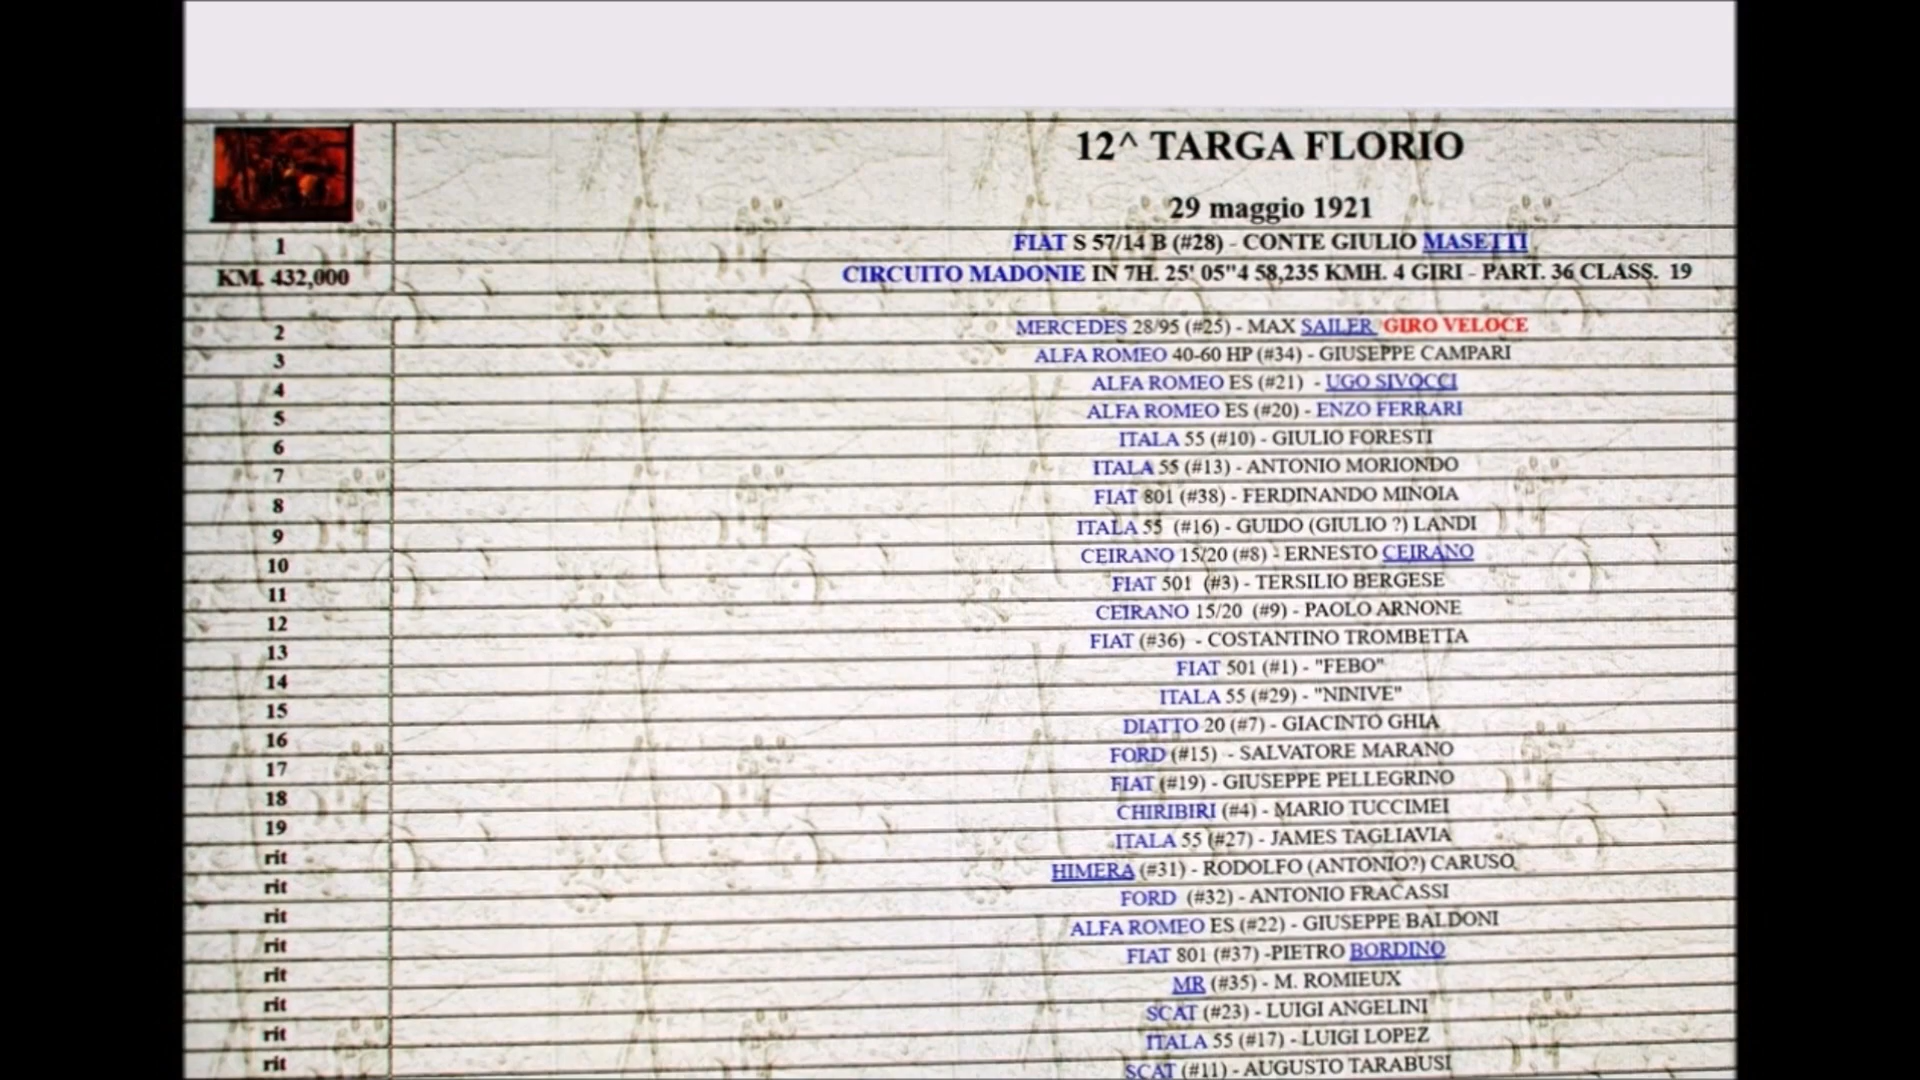 12^ TARGA FLORIO
29 maggio 1921
1 FIAT S 57/14 B (#28) - CONTE GIULIO MASETTI
KM. 432,000 CIRCUITO MADONIE IN 7H. 25' 05"4 58,235 KMH. 4 GIRI - PART. 36 CLASS. 19
2 MERCEDES 28/95 (#25) - MAX SAILER GIRO VELOCE
3 ALFA ROMEO 40-60 HP (#34) - GIUSEPPE CAMPARI
4 ALFA ROMEO ES (#21) - UGO SIVOCCI
5 ALFA ROMEO ES (#20) - ENZO FERRARI
6 ITALA 55 (#10) - GIULIO FORESTI
7 ITALA 55 (#13) - ANTONIO MORIONDO
8 FIAT 801 (#38) - FERDINANDO MINOIA
9 ITALA 55 (#16) - GUIDO (GIULIO ?) LANDI
10 CEIRANO 15/20 (#8) - ERNESTO CEIRANO
11 FIAT 501 (#3) - TERSILIO BERGESE
12 CEIRANO 15/20 (#9) - PAOLO ARNONE
13 FIAT (#36) - COSTANTINO TROMBETTA
14 FIAT 501 (#1) - "FEBO"
15 ITALA 55 (#29) - "NINIVE"
16 DIATTO 20 (#7) - GIACINTO GHIA
17 FORD (#15) - SALVATORE MARANO
18 FIAT (#19) - GIUSEPPE PELLEGRINO
19 CHIRIBIRI (#4) - MARIO TUCCIMEI
rit ITALA 55 (#27) - JAMES TAGLIAVIA
rit HIMERA (#31) - RODOLFO (ANTONIO?) CARUSO
rit FORD (#32) - ANTONIO FRACASSI
rit ALFA ROMEO ES (#22) - GIUSEPPE BALDONI
rit FIAT 801 (#37) -PIETRO BORDINO
rit MR (#35) - M. ROMIEUX
rit SCAT (#23) - LUIGI ANGELINI
rit ITALA 55 (#17) - LUIGI LOPEZ
SCAT (#11) - AUGUSTO TARABUSI